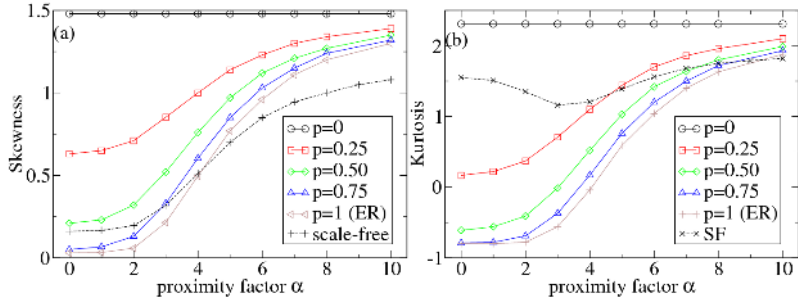 1.5
(a)
1
0.5
0
Skewness
p=0
p=0.25
p=0.50
p=0.75
p=1 (ER)
scale-free
0 2 4 6 8 10
proximity factor α
(b)
2
1
0
-1
Kurtosis
p=0
p=0.25
p=0.50
p=0.75
p=1 (ER)
SF
0 2 4 6 8 10
proximity factor α